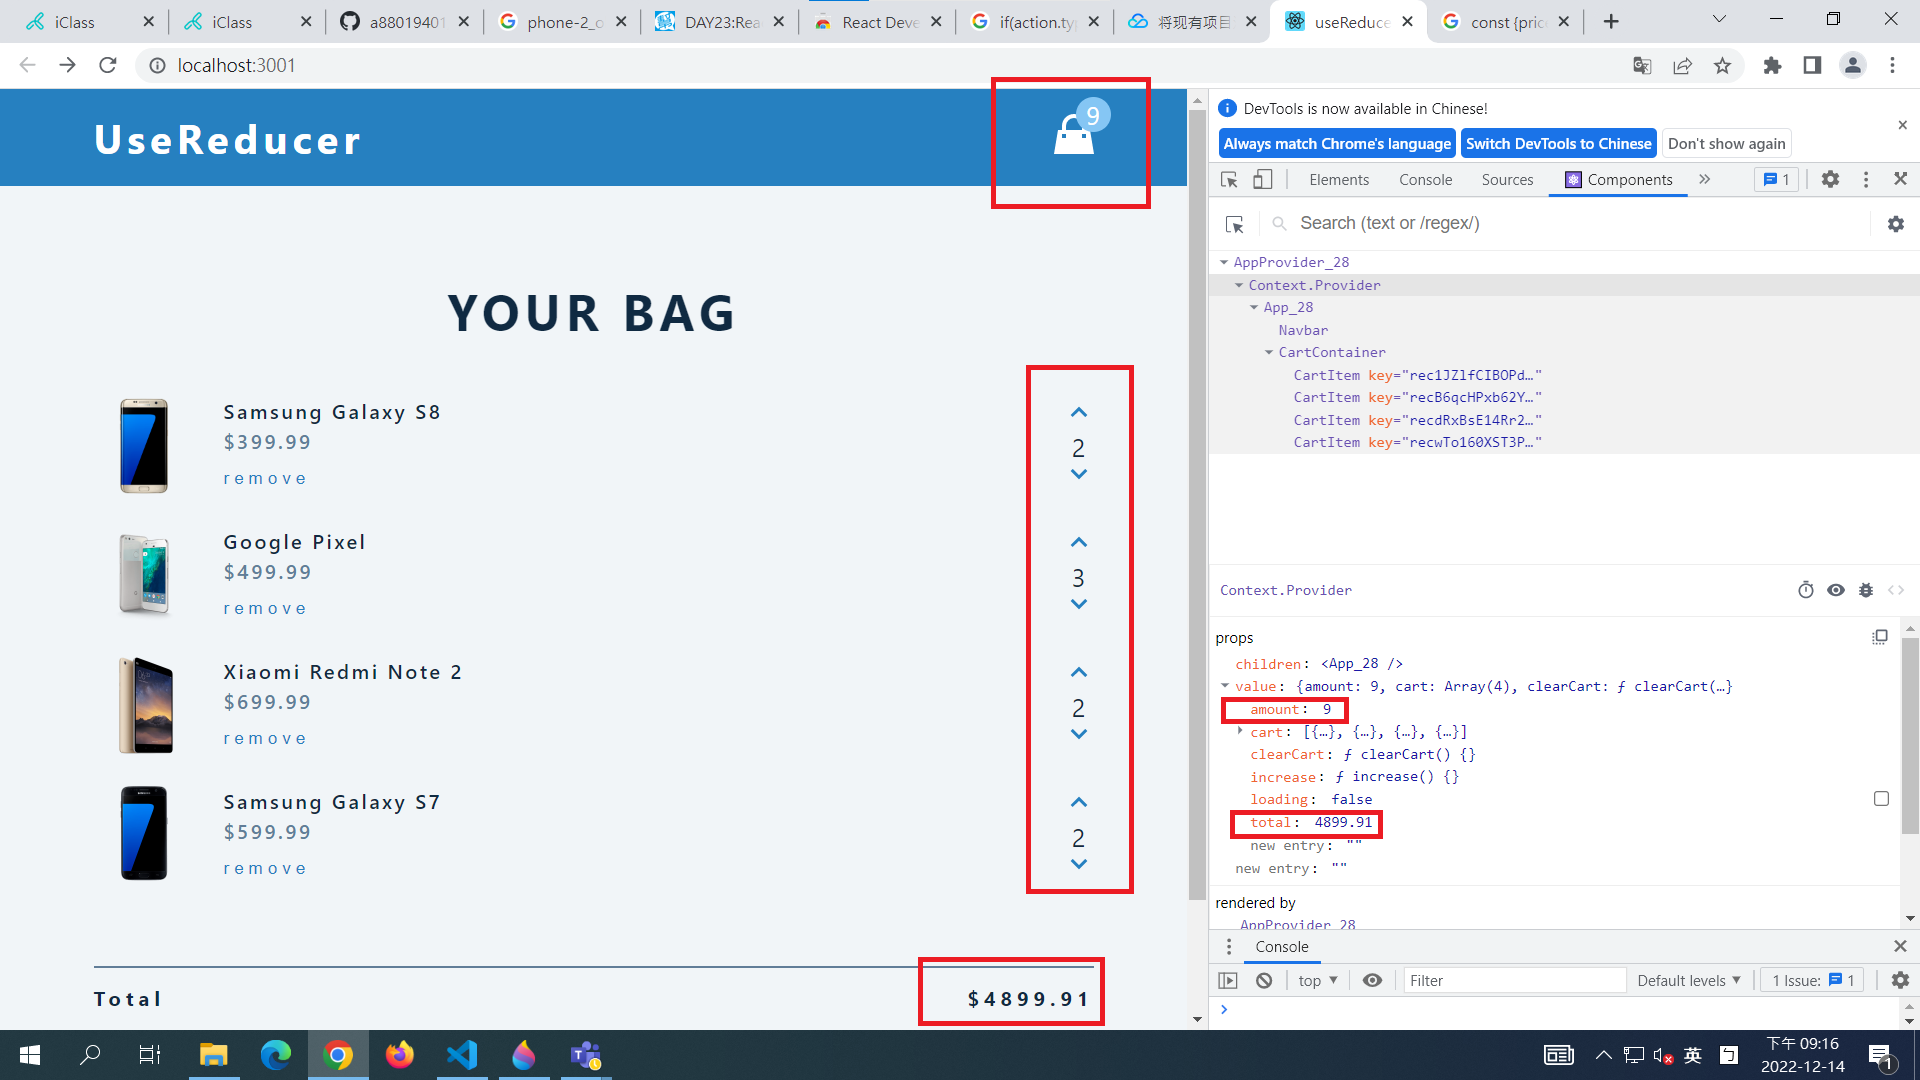 iClass
iClass
a88019401
phone-2_o
DAY23:Rea
React Deve
if(action.ty
将现有项目
useReduce
const {pric
localhost:3001
UseReducer
9
YOUR BAG
Samsung Galaxy S8
$399.99
remove
2
Google Pixel
$499.99
remove
3
Xiaomi Redmi Note 2
$699.99
remove
2
Samsung Galaxy S7
$599.99
remove
2
Total
$4899.91
DevTools is now available in Chinese!
Always match Chrome's language
Switch DevTools to Chinese
Don't show again
Elements
Console
Sources
Components
1
Search (text or /regex/)
AppProvider_28
Context.Provider
App_28
Navbar
CartContainer
CartItem key="rec1JZlfCIBOPd…"
CartItem key="recB6qcHPxb62Y…"
CartItem key="recdRxBsE14Rr2…"
CartItem key="recwTo160XST3P…"
Context.Provider
props
children: <App_28 />
value: {amount: 9, cart: Array(4), clearCart: ƒ clearCart(…}
amount: 9
cart: [{…}, {…}, {…}, {…}]
clearCart: ƒ clearCart() {}
increase: ƒ increase() {}
loading: false
total: 4899.91
new entry: ""
new entry: ""
rendered by
AppProvider_28
Console
top
Filter
Default levels
1 Issue: 1
英
下午 09:16
2022-12-14
1